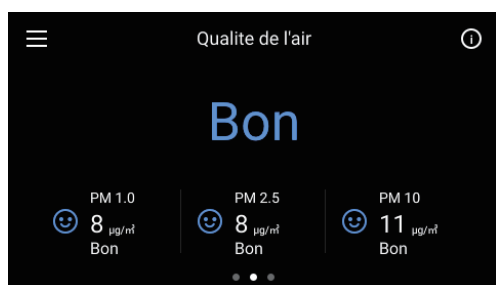 Qualite de l'air
Bon
PM 1.0
8 µg/㎥
Bon
PM 2.5
8 µg/㎥
Bon
PM 10
11 µg/㎥
Bon